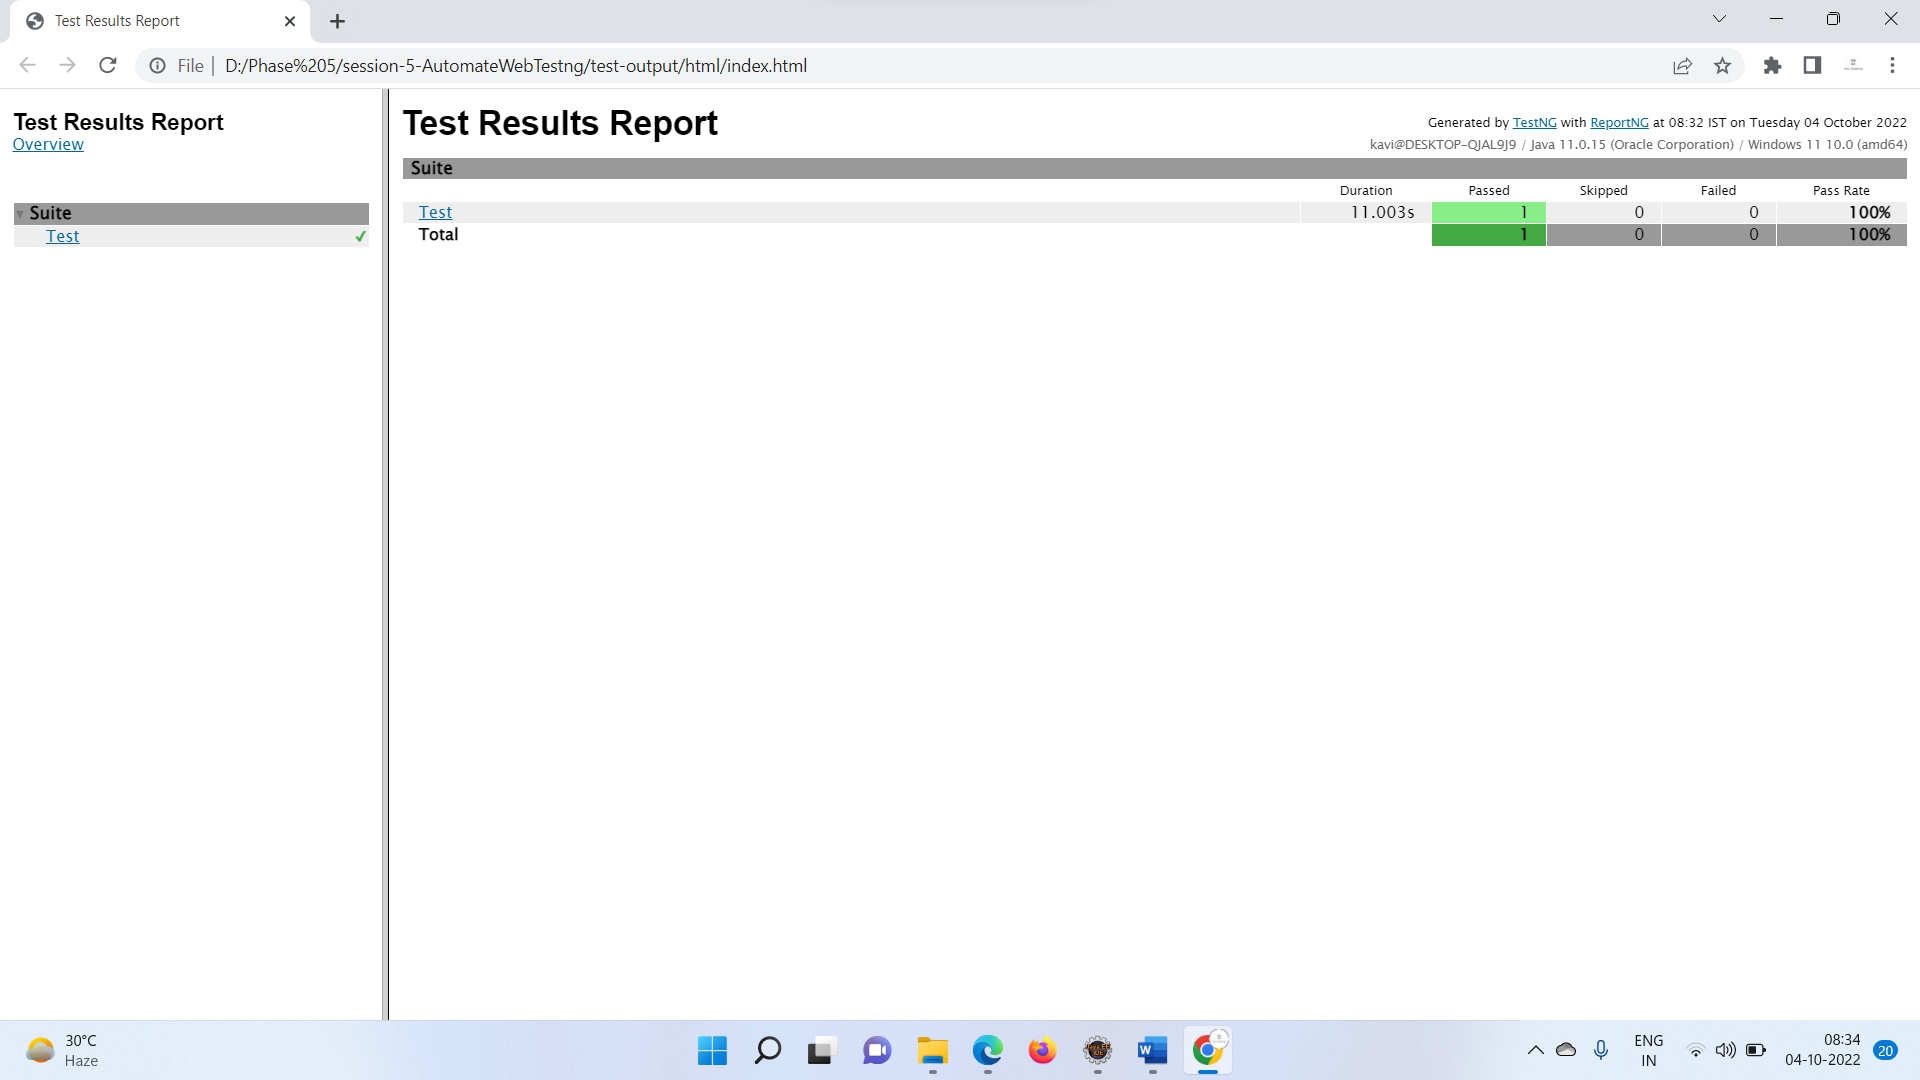 Test Results Report
File
D:/Phase%205/session-5-AutomateWebTestng/test-output/html/index.html
Test Results Report
Overview
Suite
Test
Test Results Report
Generated by TestNG with ReportNG at 08:32 IST on Tuesday 04 October 2022
kavi@DESKTOP-QJAL9J9 / Java 11.0.15 (Oracle Corporation) / Windows 11 10.0 (amd64)
Suite
Duration Passed Skipped Failed Pass Rate
Test 11.003s 1 0 0 100%
Total 1 0 0 100%
30°C
Haze
W
ENG
IN
08:34
04-10-2022
20